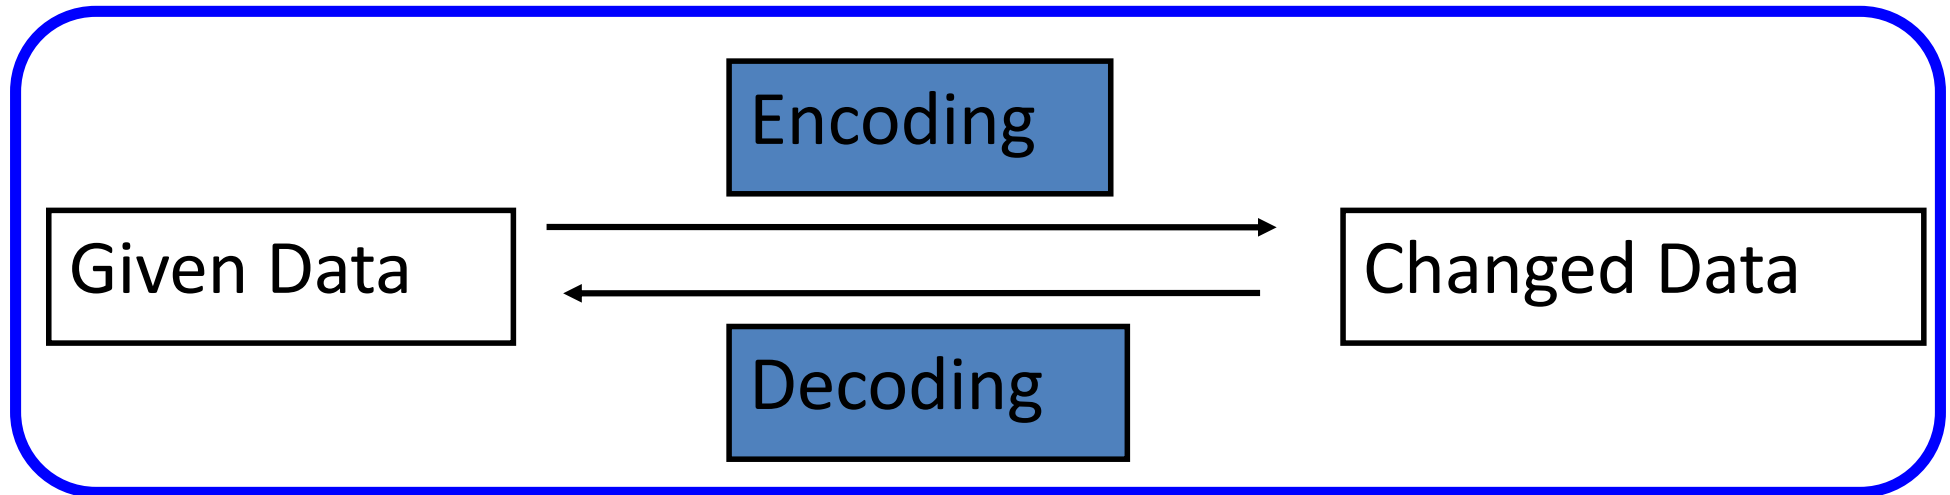 Encoding
Given Data
Changed Data
Decoding